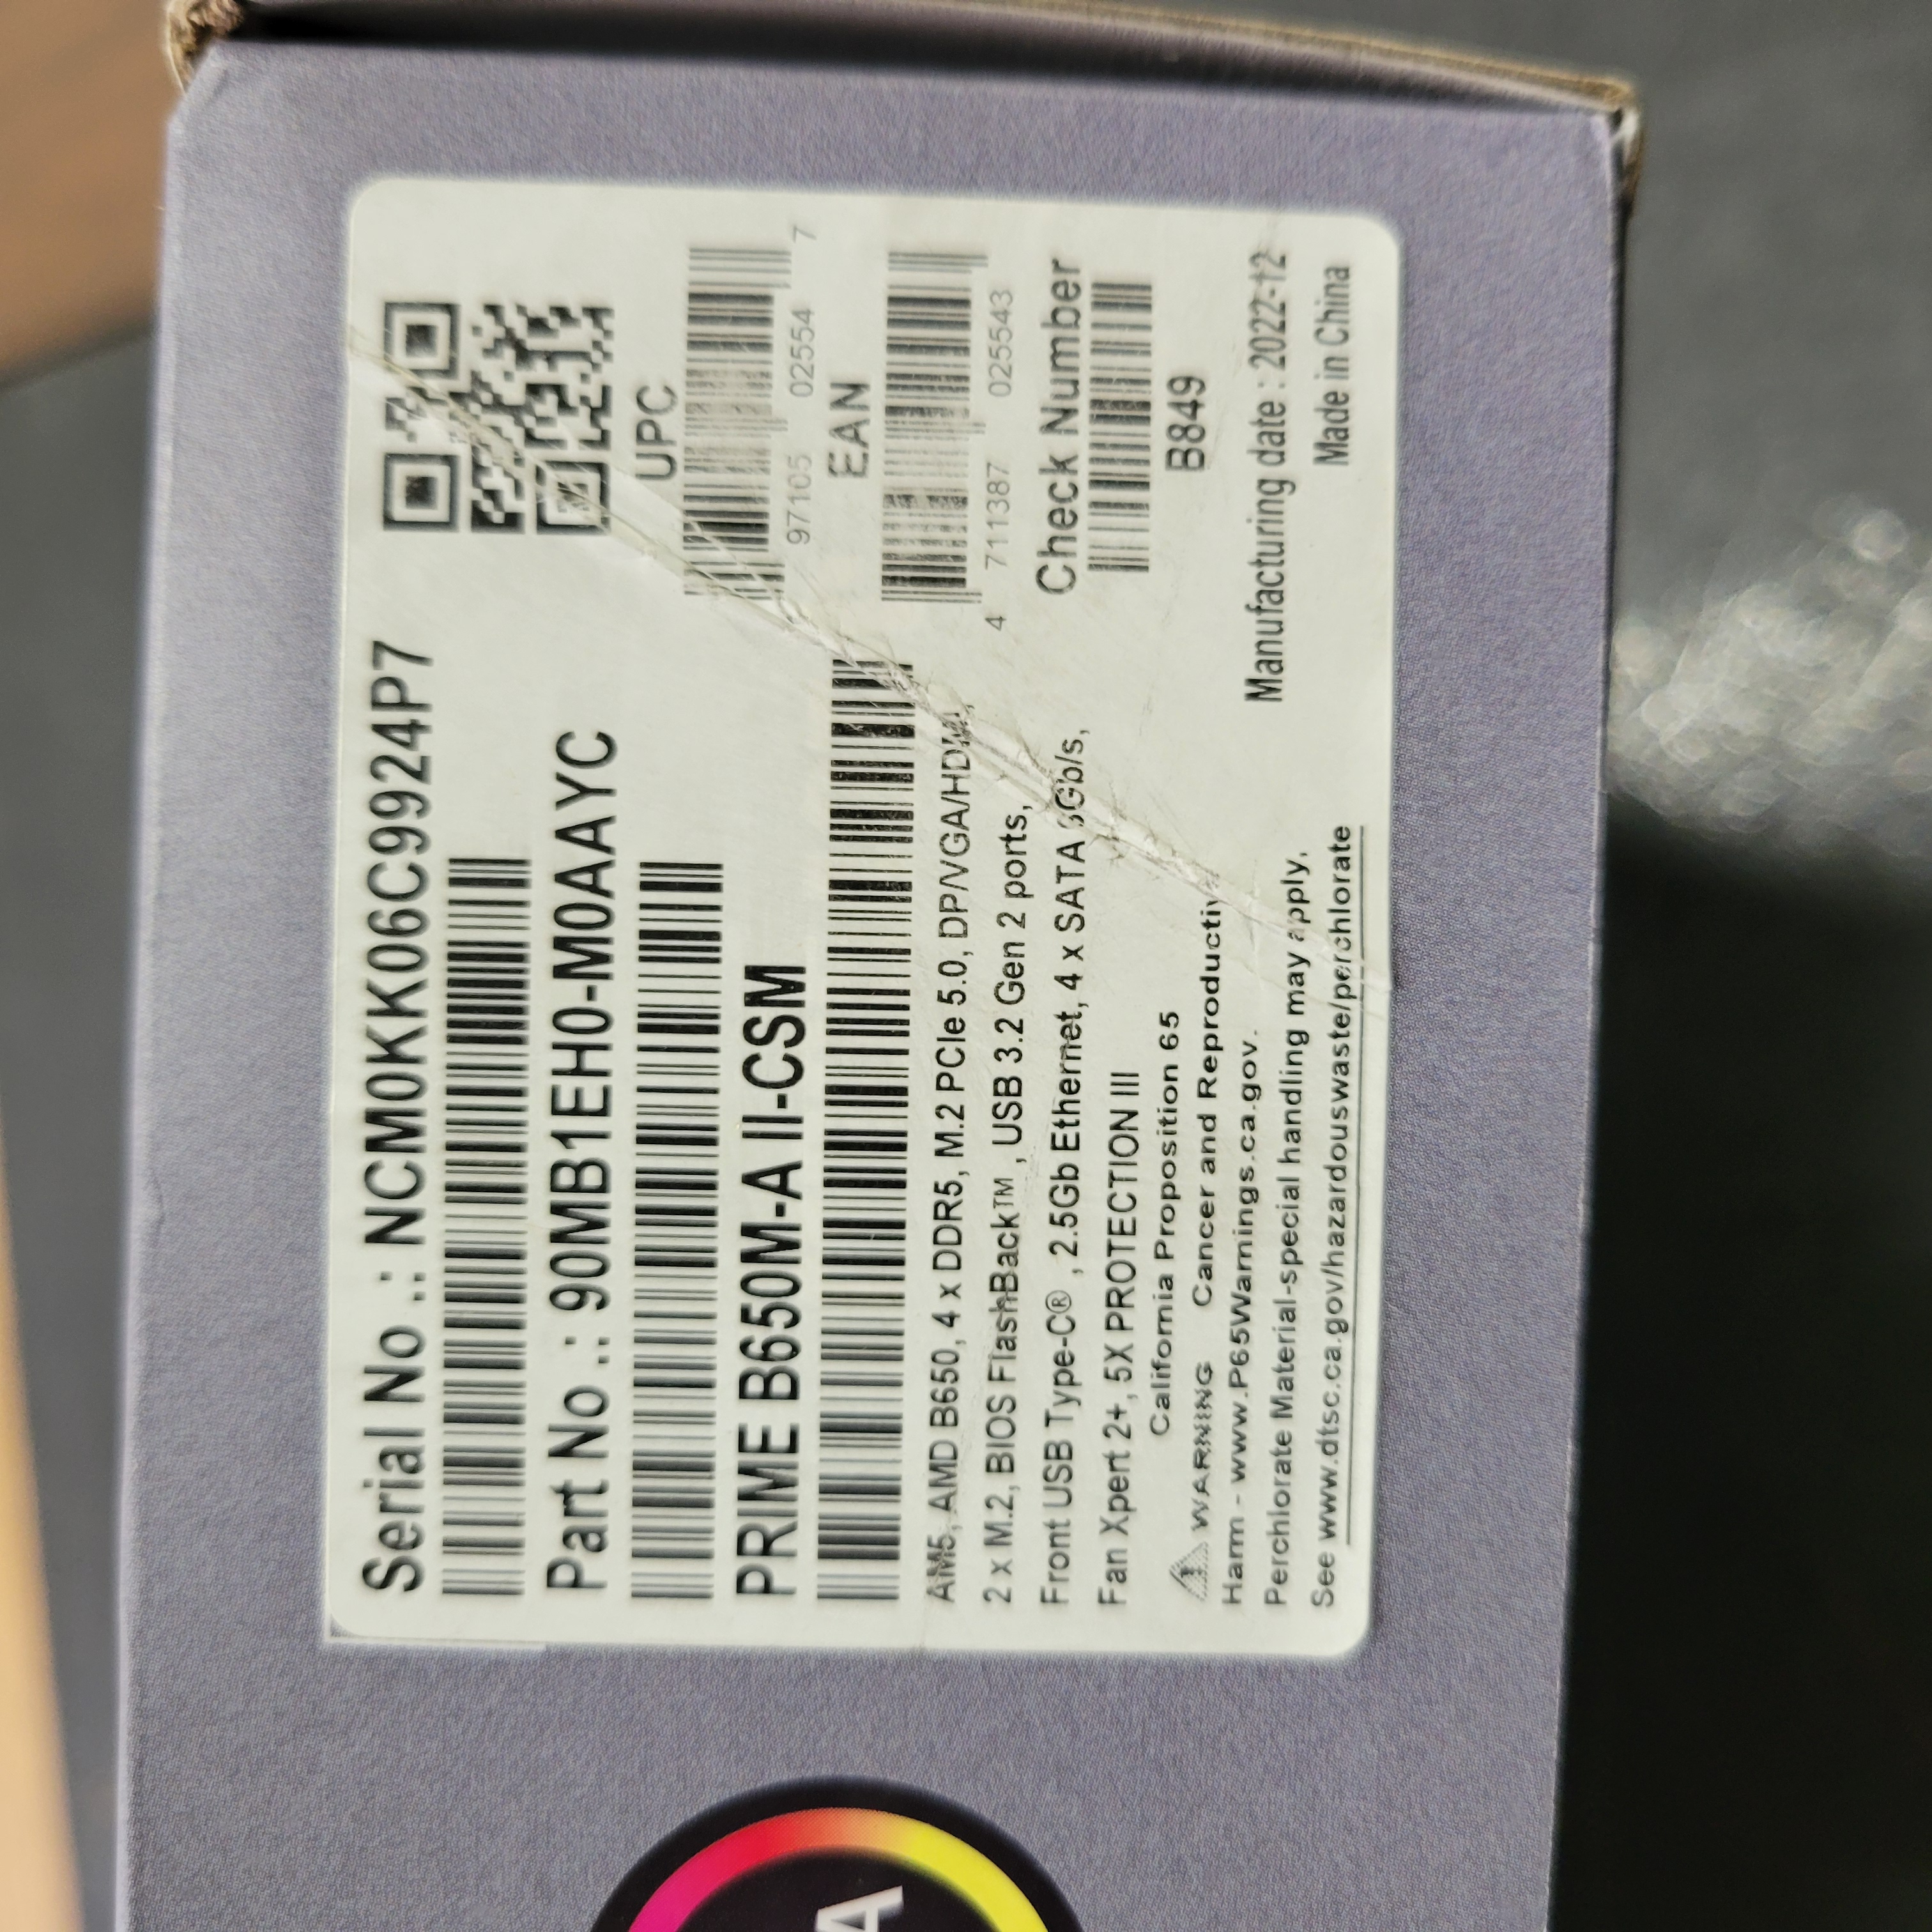 Serial No .: NCM0KK06C9924P7
Part No .: 90MB1EH0-M0AAYC
PRIME B650M-A II-CSM
AM5, AMD B650, 4 x DDR5, M.2 PCIe 5.0, DP/VGA/HDMI,
2 x M.2, BIOS FlashBack™ , USB 3.2 Gen 2 ports,
Front USB Type-C® , 2.5Gb Ethernet, 4 x SATA 6Gb/s,
Fan Xpert 2+, 5X PROTECTION III
California Proposition 65
WARNING Cancer and Reproductive
Harm - www.P65Warnings.ca.gov.
Perchlorate Material-special handling may apply,
See www.dtsc.ca.gov/hazardouswaste/perchlorate
UPC
97105 025554 7
EAN
4 711387 025543
Check Number
B849
Manufacturing date : 2022-12
Made in China
A